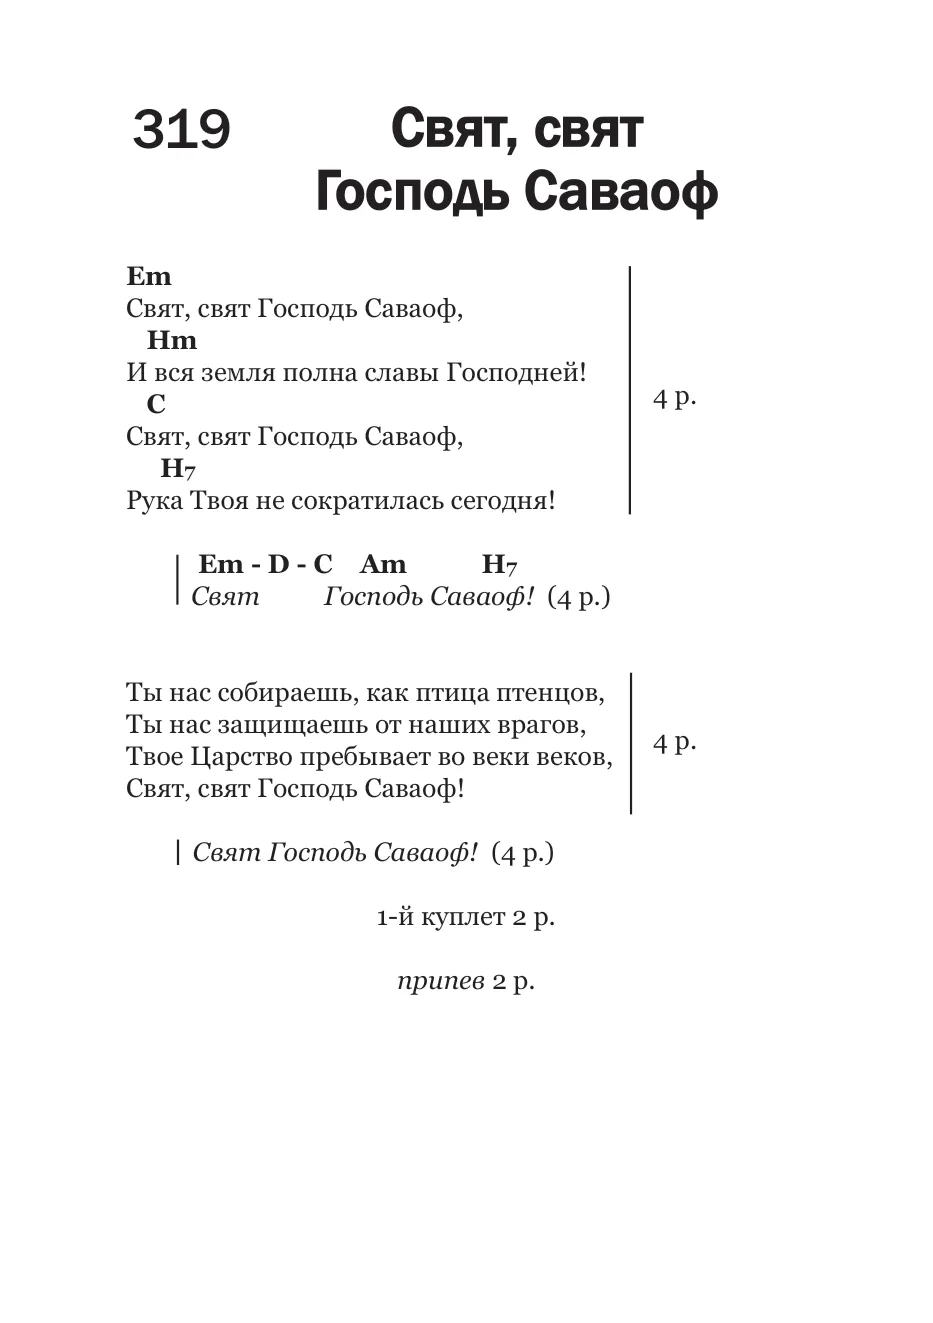 319
Свят, свят
Господь Саваоф
Em
Свят, свят Господь Саваоф,
Hm
И вся земля полна славы Господней!
C
Свят, свят Господь Саваоф,
H7
Рука Твоя не сократилась сегодня!
4 р.
Em - D - C Am H7
Свят Господь Саваоф! (4 р.)
Ты нас собираешь, как птица птенцов,
Ты нас защищаешь от наших врагов,
Твое Царство пребывает во веки веков,
Свят, свят Господь Саваоф!
4 р.
Свят Господь Саваоф! (4 р.)
1-й куплет 2 р.
припев 2 р.